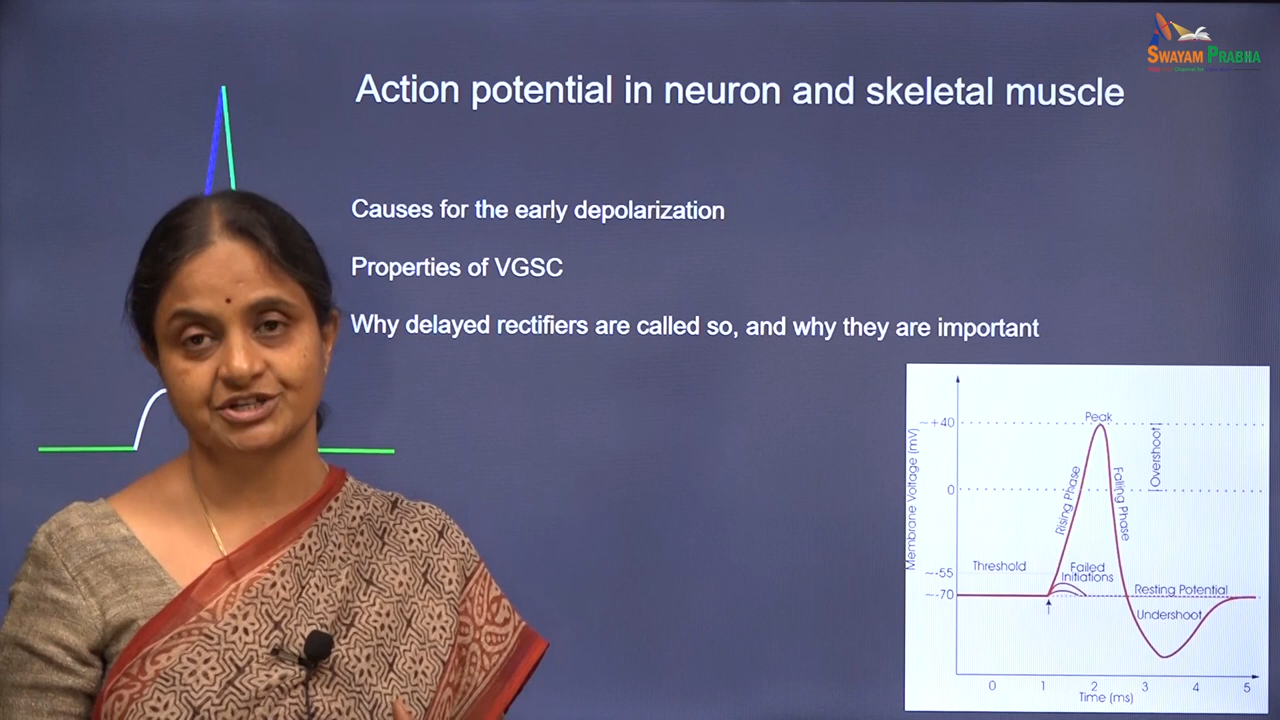 SWAYAM PRABHA
Action potential in neuron and skeletal muscle
Causes for the early depolarization
Properties of VGSC
Why delayed rectifiers are called so, and why they are important
Membrane Voltage (mV)
~+40
0
~-55
~-70
Peak
Overshoot
Rising Phase
Falling Phase
Threshold
Failed
Initiations
Resting Potential
Undershoot
0 1 2 3 4 5
Time (ms)